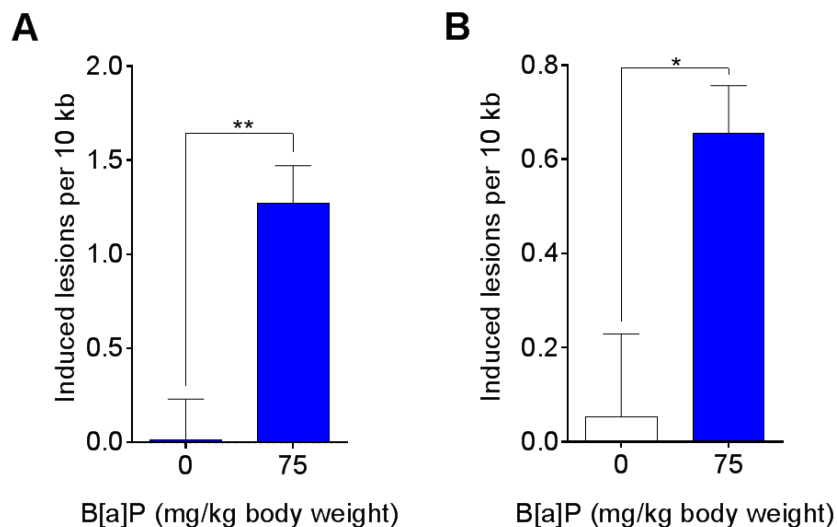 A
Induced lesions per 10 kb
2.0
1.5
1.0
0.5
0.0
**
0
75
B[a]P (mg/kg body weight)
B
Induced lesions per 10 kb
0.8
0.6
0.4
0.2
0.0
*
0
75
B[a]P (mg/kg body weight)